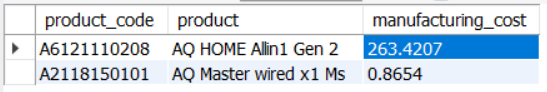 product_code product manufacturing_cost
A6121110208 AQ HOME Allin1 Gen 2 263.4207
A2118150101 AQ Master wired x1 Ms 0.8654